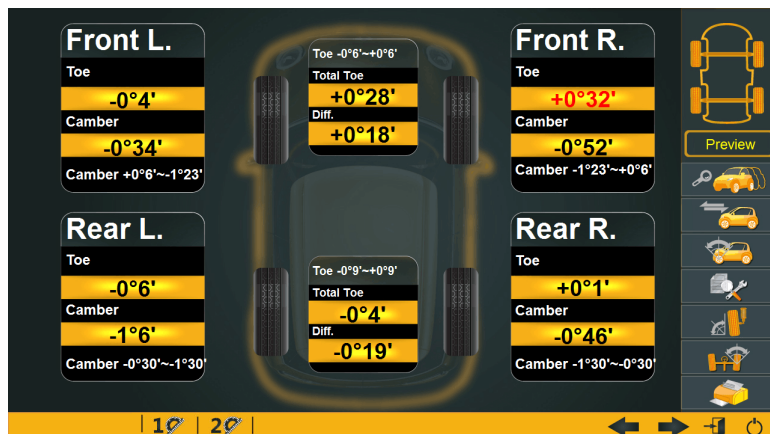 Front L.
Toe
-0°4'
Camber
-0°34'
Camber +0°6'~-1°23'
Toe -0°6'~+0°6'
Total Toe
+0°28'
Diff.
+0°18'
Front R.
Toe
+0°32'
Camber
-0°52'
Camber -1°23'~+0°6'
Rear L.
Toe
-0°6'
Camber
-1°6'
Camber -0°30'~-1°30'
Toe -0°9'~+0°9'
Total Toe
-0°4'
Diff.
-0°19'
Rear R.
Toe
+0°1'
Camber
-0°46'
Camber -1°30'~-0°30'
Preview
1
2